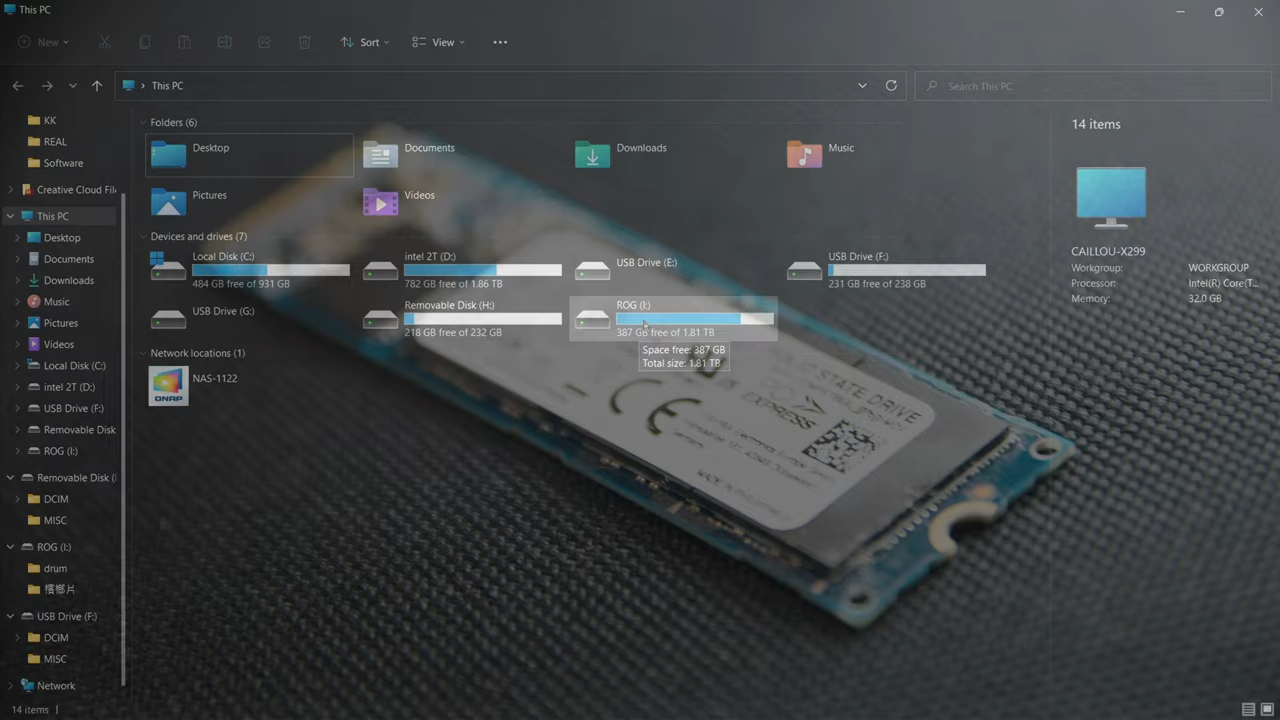 This PC
New
Sort
View
This PC
Search This PC
KK
REAL
Software
Creative Cloud Fil
This PC
Desktop
Documents
Downloads
Music
Pictures
Videos
Local Disk (C:)
intel 2T (D:)
USB Drive (F:)
Removable Disk
ROG (I:)
Removable Disk (
DCIM
MISC
ROG (I:)
drum
檳榔片
USB Drive (F:)
DCIM
MISC
Network
14 items
Folders (6)
Desktop
Documents
Downloads
Music
Pictures
Videos
Devices and drives (7)
Local Disk (C:)
484 GB free of 931 GB
intel 2T (D:)
782 GB free of 1.86 TB
USB Drive (E:)
USB Drive (F:)
231 GB free of 238 GB
USB Drive (G:)
Removable Disk (H:)
218 GB free of 232 GB
ROG (I:)
387 GB free of 1.81 TB
Space free: 387 GB
Total size: 1.81 TB
Network locations (1)
NAS-1122
QNAP
14 items
CAILLOU-X299
Workgroup: WORKGROUP
Processor: Intel(R) Core(T...
Memory: 32.0 GB
STATE DRIVE
EXPRESS
CE